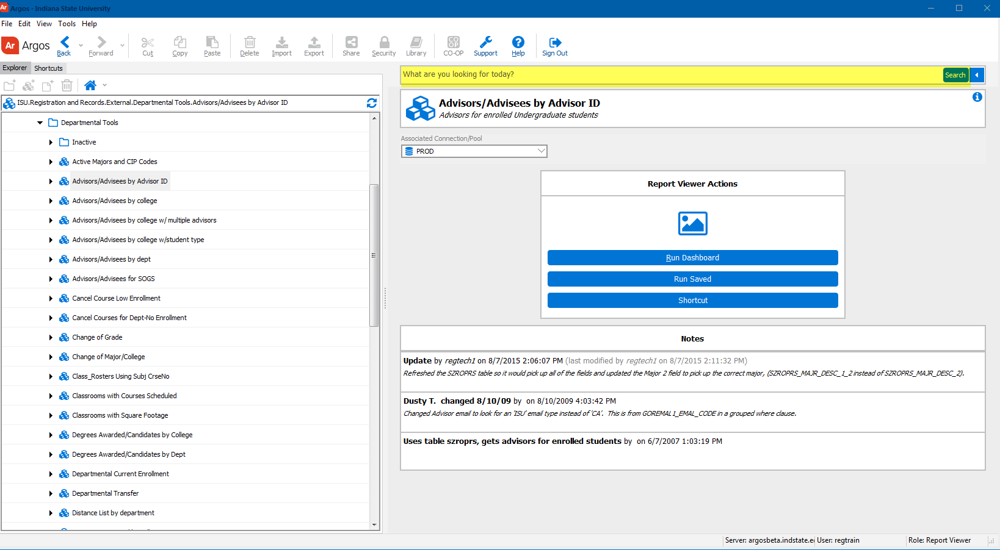 Ar Argos - Indiana State University
File Edit View Tools Help
Ar Argos Back Forward Cut Copy Paste Delete Import Export Share Security Library CO-OP Support Help Sign Out
Explorer Shortcuts
ISU.Registration and Records.External.Departmental Tools.Advisors/Advisees by Advisor ID
Departmental Tools
Inactive
Active Majors and CIP Codes
Advisors/Advisees by Advisor ID
Advisors/Advisees by college
Advisors/Advisees by college w/ multiple advisors
Advisors/Advisees by college w/student type
Advisors/Advisees by dept
Advisors/Advisees for SOGS
Cancel Course Low Enrollment
Cancel Courses for Dept-No Enrollment
Change of Grade
Change of Major/College
Class_Rosters Using Subj CrseNo
Classrooms with Courses Scheduled
Classrooms with Square Footage
Degrees Awarded/Candidates by College
Degrees Awarded/Candidates by Dept
Departmental Current Enrollment
Departmental Transfer
Distance List by department
What are you looking for today? Search
Advisors/Advisees by Advisor ID
Advisors for enrolled Undergraduate students
Associated Connection/Pool
PROD
Report Viewer Actions
Run Dashboard
Run Saved
Shortcut
Notes
Update by regtech1 on 8/7/2015 2:06:07 PM (last modified by regtech1 on 8/7/2015 2:11:32 PM)
Refreshed the SZROPRS table so it would pick up all of the fields and updated the Major 2 field to pick up the correct major, (SZROPRS_MAJR_DESC_1_2 instead of SZROPRS_MAJR_DESC_2).
Dusty T. changed 8/10/09 by on 8/10/2009 4:03:42 PM
Changed Advisor email to look for an 'ISU' email type instead of 'CA'. This is from GOREMAL1_EMAL_CODE in a grouped where clause.
Uses table szroprs, gets advisors for enrolled students by on 6/7/2007 1:03:19 PM
Server: argosbeta.indstate.e User: regtrain Role: Report Viewer